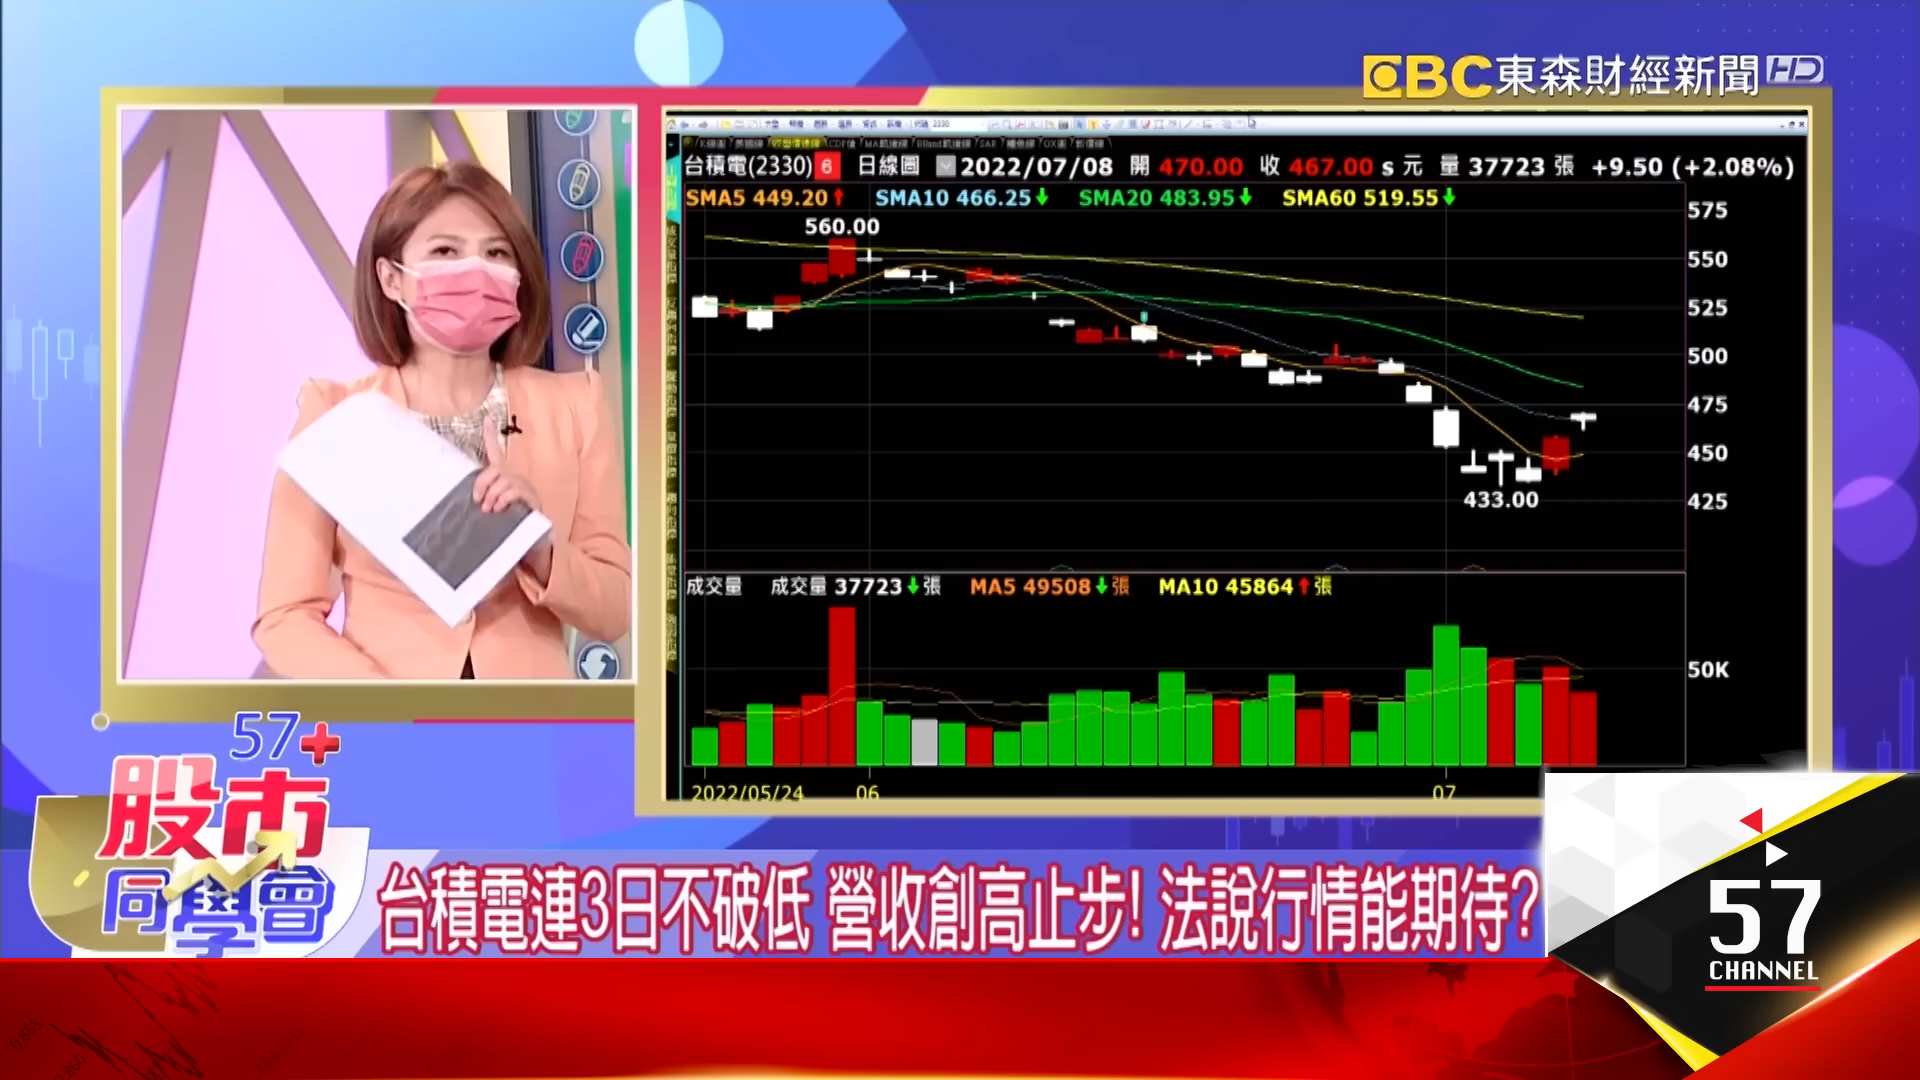 EBC東森財經新聞HD
台積電(2330) 6 日線圖 2022/07/08 開 470.00 收 467.00 s 元 量 37723 張 +9.50 (+2.08%)
SMA5 449.20↑ SMA10 466.25↓ SMA20 483.95↓ SMA60 519.55↓
575
560.00
550
525
500
475
450
433.00
425
成交量 成交量 37723↓張 MA5 49508↓張 MA10 45864↑張
50K
2022/05/24 06 07
57+
股市
同學會
台積電連3日不破低 營收創高止步! 法說行情能期待?
57
CHANNEL